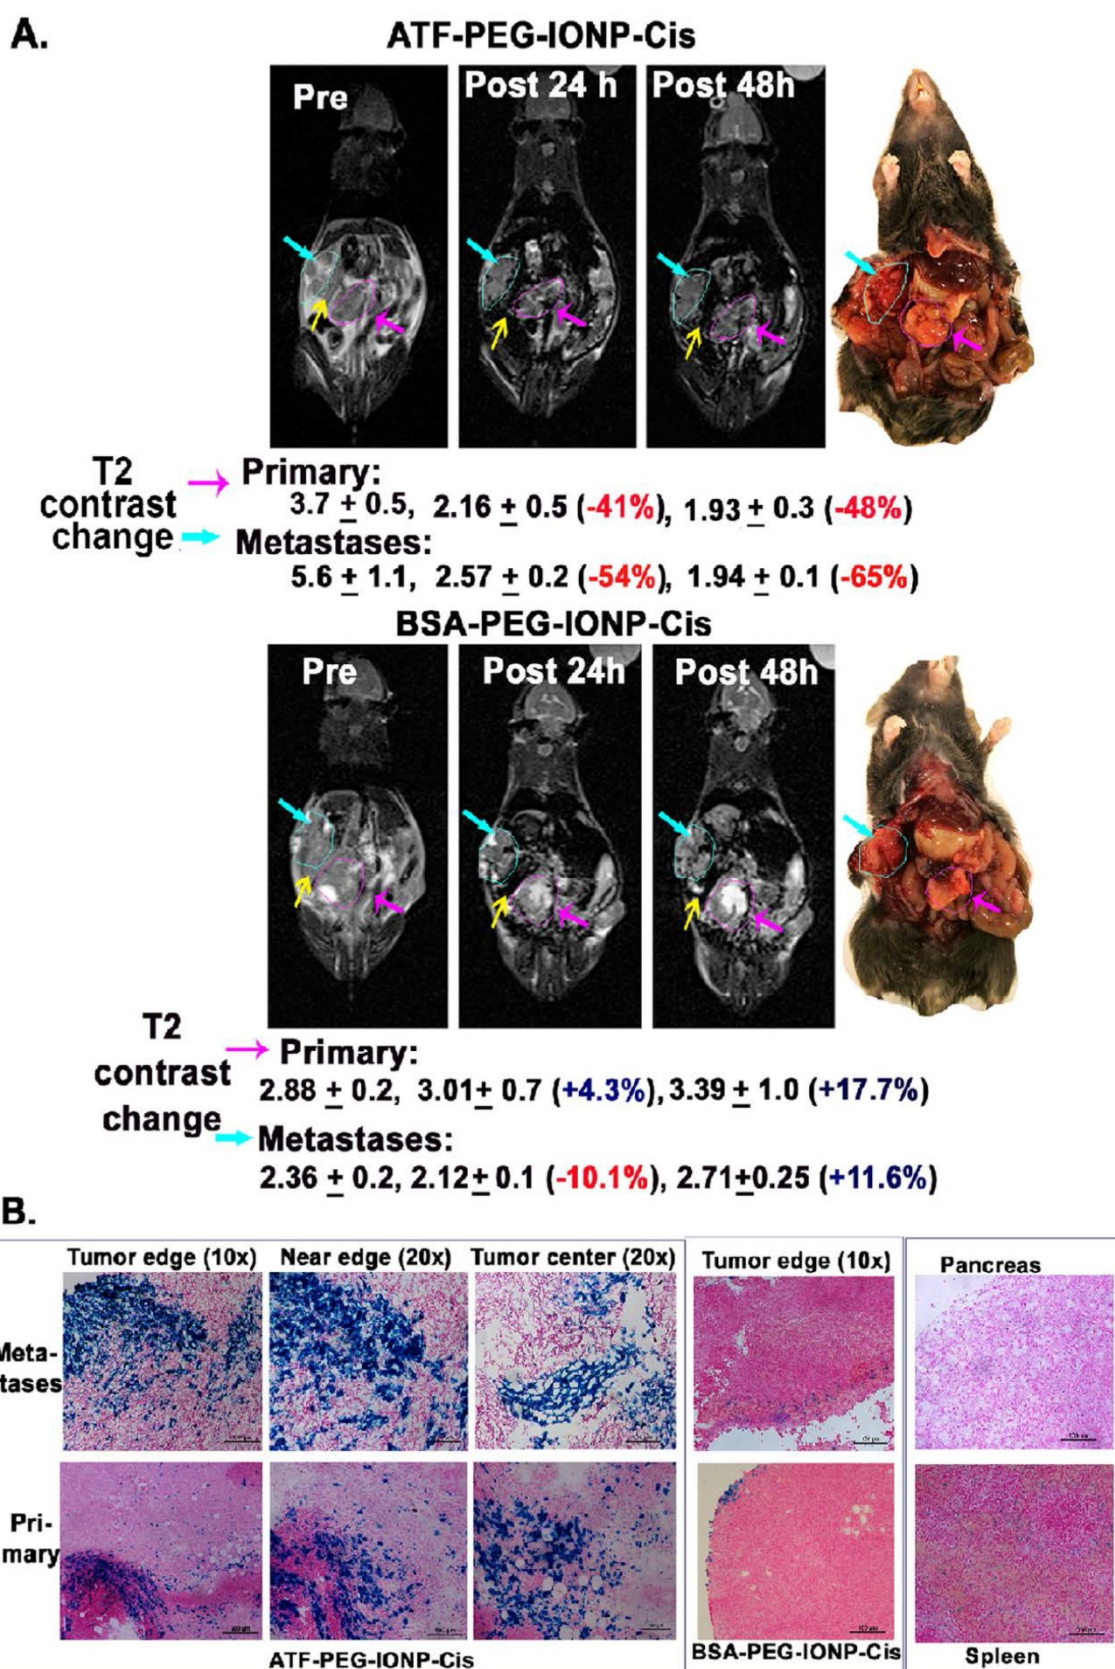 A.
ATF-PEG-IONP-Cis
Pre
Post 24 h
Post 48h
T2 contrast change
Primary:
3.7 ± 0.5, 2.16 ± 0.5 (-41%), 1.93 ± 0.3 (-48%)
Metastases:
5.6 ± 1.1, 2.57 ± 0.2 (-54%), 1.94 ± 0.1 (-65%)
BSA-PEG-IONP-Cis
Pre
Post 24h
Post 48h
T2 contrast change
Primary:
2.88 ± 0.2, 3.01± 0.7 (+4.3%), 3.39 ± 1.0 (+17.7%)
Metastases:
2.36 ± 0.2, 2.12± 0.1 (-10.1%), 2.71±0.25 (+11.6%)
B.
Tumor edge (10x)
Near edge (20x)
Tumor center (20x)
Tumor edge (10x)
Pancreas
Meta-
tases
Pri-
mary
ATF-PEG-IONP-Cis
BSA-PEG-IONP-Cis
Spleen